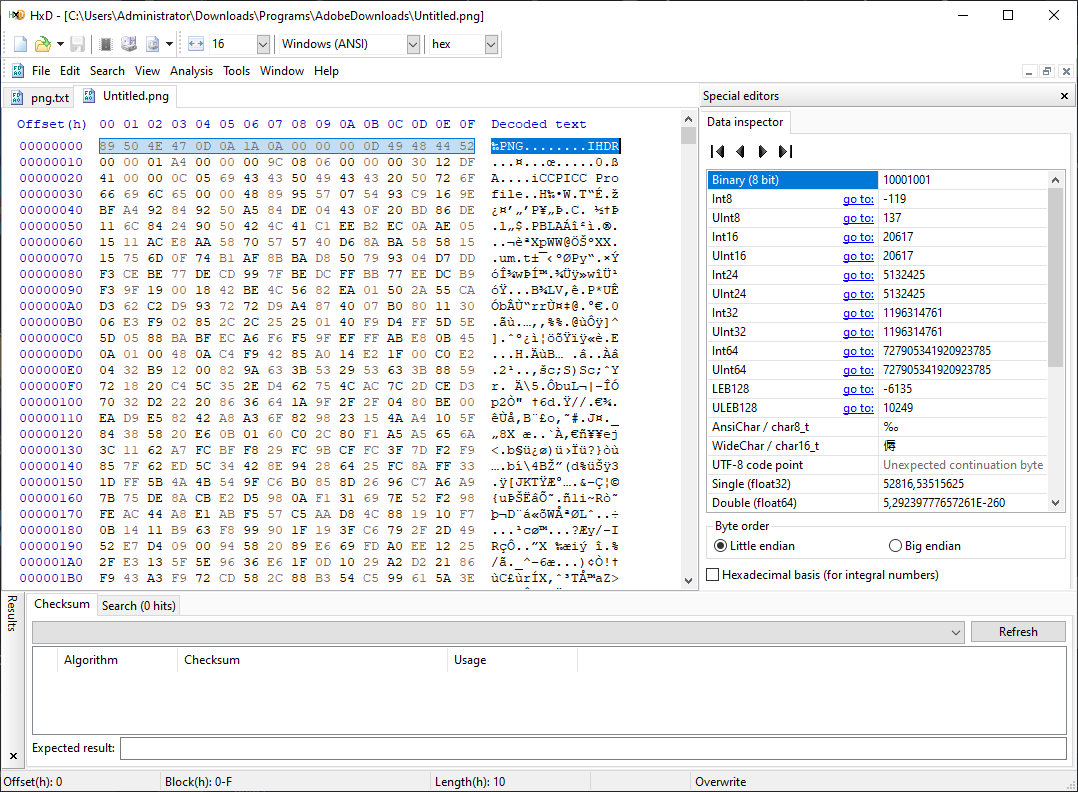 HxD - [C:\Users\Administrator\Downloads\Programs\AdobeDownloads\Untitled.png]
16 Windows (ANSI) hex
File Edit Search View Analysis Tools Window Help
png.txt Untitled.png
Offset(h) 00 01 02 03 04 05 06 07 08 09 0A 0B 0C 0D 0E 0F Decoded text
00000000 89 50 4E 47 0D 0A 1A 0A 00 00 00 0D 49 48 44 52 ‰PNG........IHDR
00000010 00 00 01 A4 00 00 00 9C 08 06 00 00 00 30 12 DF ...¤...œ.....0.ß
00000020 41 00 00 0C 05 69 43 43 50 49 43 43 20 50 72 6F A....iCCPICC Pro
00000030 66 69 6C 65 00 00 48 89 95 57 07 54 93 C9 16 9E file..H‰•W.T“É.ž
00000040 BF A4 92 84 92 50 A5 84 DE 04 43 0F 20 BD 86 DE ¿¤’„’P¥„Þ.C. ½†Þ
00000050 11 6C 84 24 90 50 42 4C 41 C1 EE B2 EC 0A AE 05 .l„$.PBLAÁî²ì.®.
00000060 15 11 AC E8 AA 58 70 57 57 40 D6 8A BA 58 58 15 ..¬èªXpWW@ÖŠºXX.
00000070 15 75 6D 0F 74 B1 AF 8B BA D8 50 79 93 04 D7 DD .um.t±¯‹ºØPy“.×Ý
00000080 F3 CE BE 77 DE CD 99 7F BE DC FF BB 77 EE DC B9 óÎ¾wÞÍ™.¾Üÿ»wîÜ¹
00000090 F3 9F 19 00 18 42 BE 4C 56 82 EA 01 50 2A 55 CA óŸ...B¾LV‚ê.P*UÊ
000000A0 D3 62 C2 D9 93 72 72 D9 A4 87 40 07 B0 80 11 30 ÓbÂÙ“rrÙ¤‡@.°€.0
000000B0 06 E3 F9 02 85 2C 2C 25 25 01 40 F9 D4 FF 5D 5E .ãù.…,,%%.@ùÔÿ]^
000000C0 5D 05 88 BA BF EC A6 F6 F5 9F EF FF AB E8 0B 45 ].ˆº¿ì¦öõŸïÿ«è.E
000000D0 0A 01 00 48 0A C4 F9 42 85 A0 14 E2 1F 00 C0 E2 ...H.ÄùB… .â..Àâ
000000E0 04 32 B9 12 00 82 9A 63 3B 53 29 53 63 3B 88 59 .2¹..‚šc;S)Sc;ˆY
000000F0 72 18 20 C4 5C 35 2E D4 62 75 4C AC 7C 2D CE D3 r. Ä\5.ÔbuL¬|-ÎÓ
00000100 70 32 D2 22 20 86 36 64 1A 9F 2F 2F 04 80 BE 00 p2Ò" †6d.Ÿ//.€¾.
00000110 EA D9 E5 82 42 A8 A3 6F 82 98 23 15 4A A4 10 5F êÙå‚B¨£o‚˜#.J¤._
00000120 84 38 58 20 E6 0B 01 60 C0 2C 80 F1 A5 A5 65 6A „8X æ..`À,€ñ¥¥ej
00000130 3C 11 62 A7 FC BF F8 29 FC 9B CF FC 3F 7D F2 F9 <.b§ü¿ø)ü›Ïü?}òù
00000140 85 7F 62 ED 5C 34 42 8E 94 28 64 25 FC 8A FF 33 ..bí\4BŽ”(d%üŠÿ3
00000150 1D FF 5B 4A 4B 54 9F C6 B0 85 8D 26 96 C7 A6 A9 .ÿ[JKTŸÆ°….&–Ç¦©
00000160 7B 75 DE 8A CB E2 D5 98 0A F1 31 69 7E 52 F2 98 {uÞŠËâÕ˜.ñ1i~Rò˜
00000170 FE AC 44 A8 E1 AB F5 57 C5 AA D8 4C 88 19 10 F7 þ¬D¨á«õWÅªØLˆ..÷
00000180 0B 14 11 B9 63 F8 99 90 1F 13 3F C6 79 2F 2D 49 ...¹cø™...?Æy/-I
00000190 52 E7 D4 09 00 94 58 20 89 E6 69 FD A0 EE 12 25 RçÔ..”X ‰æiý î.%
000001A0 2F E3 13 5F 5E 96 36 E6 1F 0D 10 29 A2 D2 21 86 /ã._^–6æ...)¢Ò!†
000001B0 F9 43 A3 F9 72 CD 58 2C 88 B3 54 C5 99 61 5A 3E ùC£ùrÍX,ˆ³TÅ™aZ>
Special editors
Data inspector
Binary (8 bit) 10001001
Int8 go to: -119
UInt8 go to: 137
Int16 go to: 20617
UInt16 go to: 20617
Int24 go to: 5132425
UInt24 go to: 5132425
Int32 go to: 1196314761
UInt32 go to: 1196314761
Int64 go to: 727905341920923785
UInt64 go to: 727905341920923785
LEB128 go to: -6135
ULEB128 go to: 10249
AnsiChar / char8_t ‰
WideChar / char16_t 傉
UTF-8 code point Unexpected continuation byte
Single (float32) 52816,53515625
Double (float64) 5,29239777657261E-260
Byte order
Little endian Big endian
Hexadecimal basis (for integral numbers)
Results
Checksum Search (0 hits)
Refresh
Algorithm Checksum Usage
Expected result:
Offset(h): 0 Block(h): 0-F Length(h): 10 Overwrite